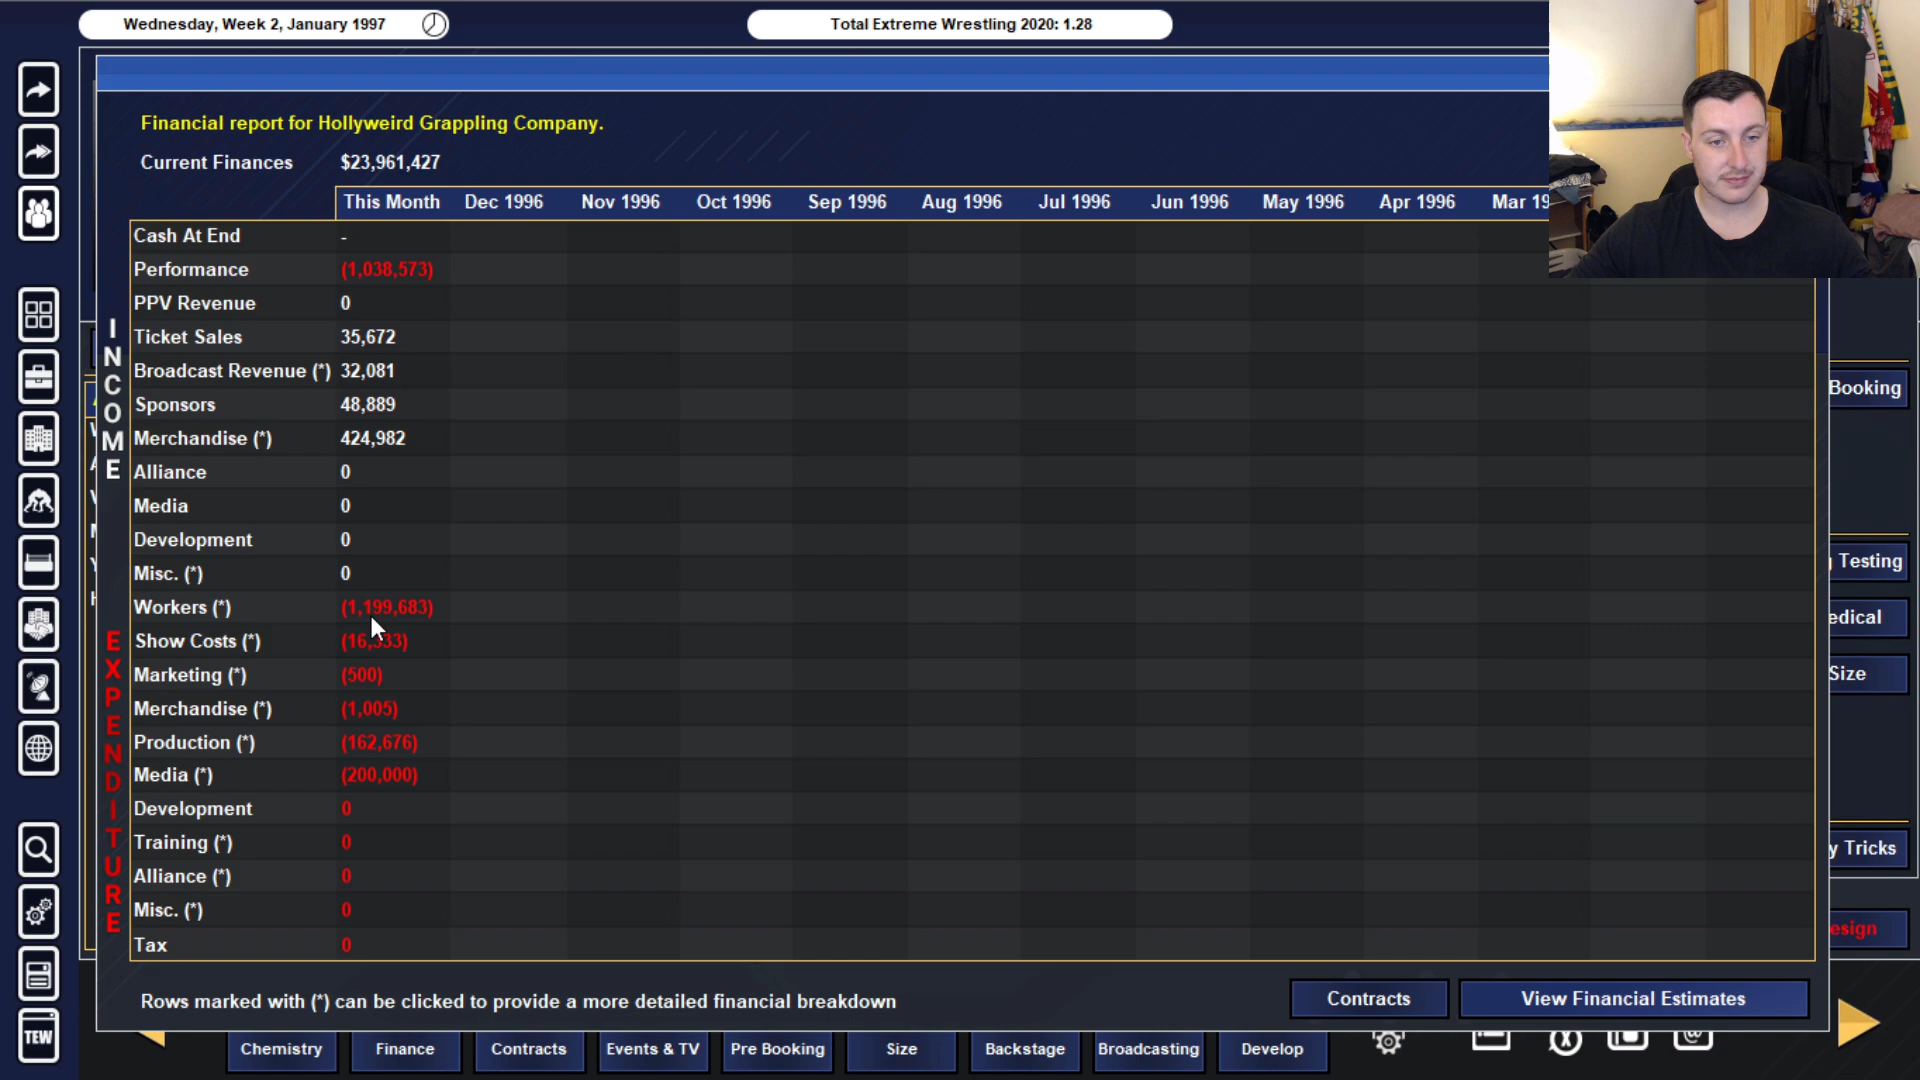 Wednesday, Week 2, January 1997
Total Extreme Wrestling 2020: 1.28
Financial report for Hollyweird Grappling Company.
Current Finances $23,961,427
This Month Dec 1996 Nov 1996 Oct 1996 Sep 1996 Aug 1996 Jul 1996 Jun 1996 May 1996 Apr 1996 Mar 19
INCOME
Cash At End -
Performance (1,038,573)
PPV Revenue 0
Ticket Sales 35,672
Broadcast Revenue (*) 32,081
Sponsors 48,889
Merchandise (*) 424,982
Alliance 0
Media 0
Development 0
Misc. (*) 0
EXPENDITURE
Workers (*) (1,199,683)
Show Costs (*) (16,333)
Marketing (*) (500)
Merchandise (*) (1,005)
Production (*) (162,676)
Media (*) (200,000)
Development 0
Training (*) 0
Alliance (*) 0
Misc. (*) 0
Tax 0
Booking
Testing
edical
Size
y Tricks
esign
Rows marked with (*) can be clicked to provide a more detailed financial breakdown
Contracts View Financial Estimates
TEW
Chemistry Finance Contracts Events & TV Pre Booking Size Backstage Broadcasting Develop